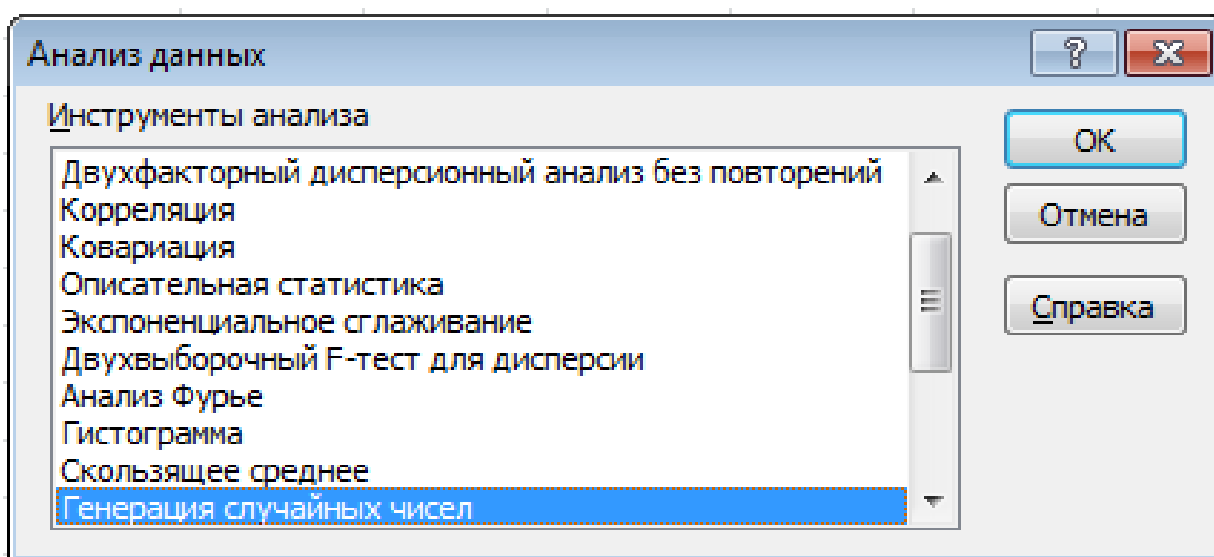 Анализ данных
Инструменты анализа
Двухфакторный дисперсионный анализ без повторений
Корреляция
Ковариация
Описательная статистика
Экспоненциальное сглаживание
Двухвыборочный F-тест для дисперсии
Анализ Фурье
Гистограмма
Скользящее среднее
Генерация случайных чисел
ОК
Отмена
Справка